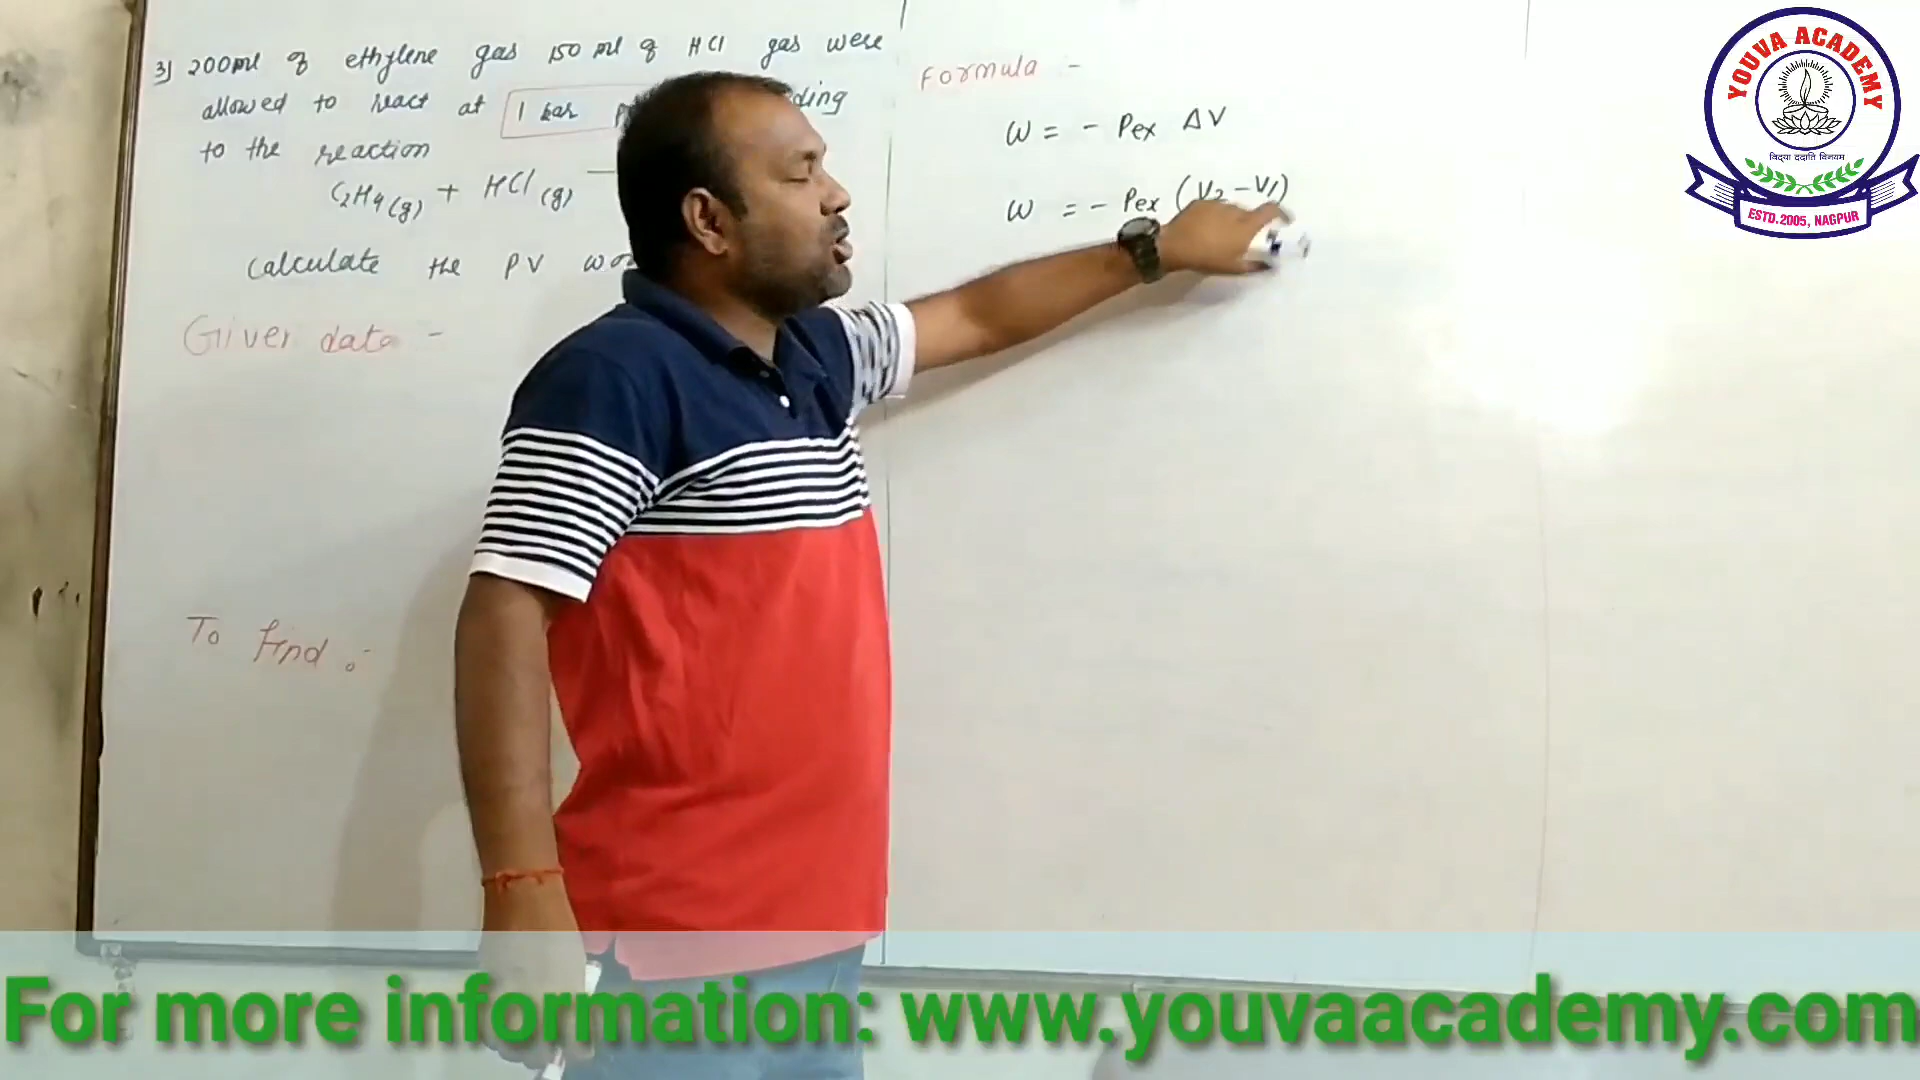 3) 200ml of ethylene gas 150 ml of HCl gas were
allowed to react at 1 bar
to the reaction
C2H4(g) + HCl(g) —
calculate the PV
Given data -
To find :-
Formula :-
W = - Pex ΔV
W = - Pex (V2 - V1)
YOUVA ACADEMY
विद्या ददाति विनयम
ESTD.2005, NAGPUR
For more information: www.youvaacademy.com